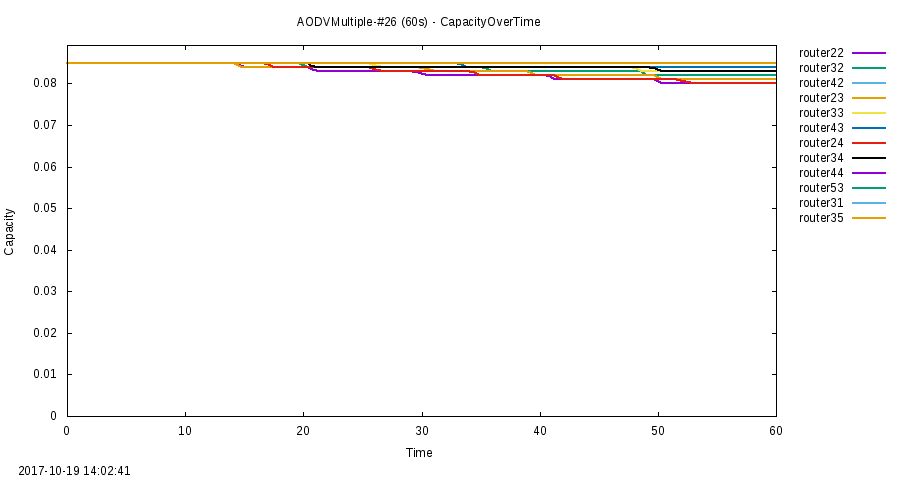 AODVMultiple-#26 (60s) - CapacityOverTime
router22
router32
router42
router23
router33
router43
router24
router34
router44
router53
router31
router35
0.08
0.07
0.06
0.05
0.04
0.03
0.02
0.01
0
Capacity
0 10 20 30 40 50 60
Time
2017-10-19 14:02:41